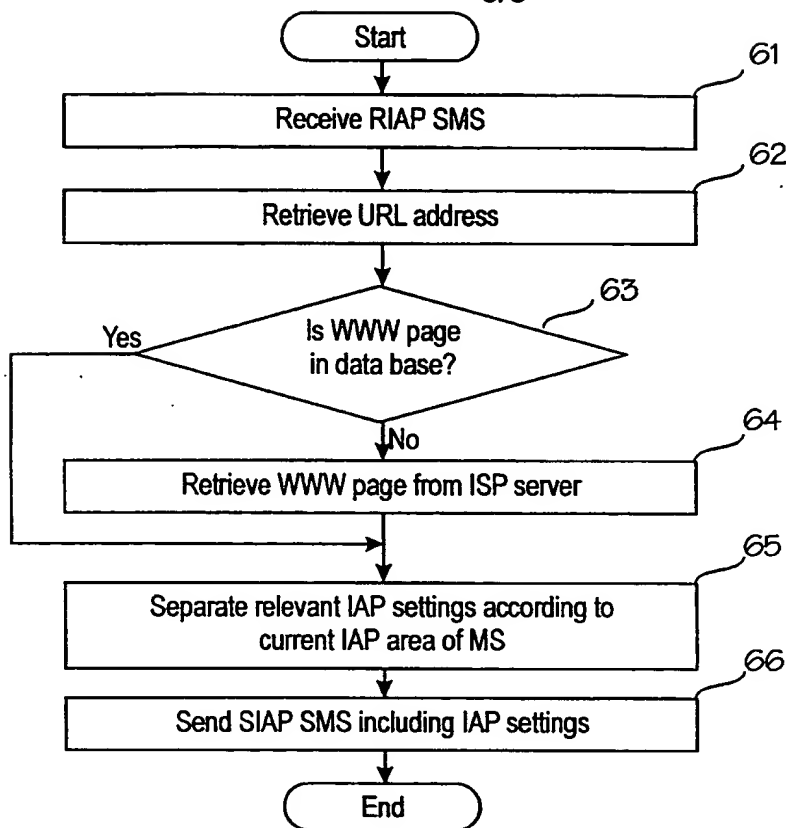 Start
61
Receive RIAP SMS
62
Retrieve URL address
63
Is WWW page
in data base?
Yes
No
64
Retrieve WWW page from ISP server
65
Separate relevant IAP settings according to
current IAP area of MS
66
Send SIAP SMS including IAP settings
End